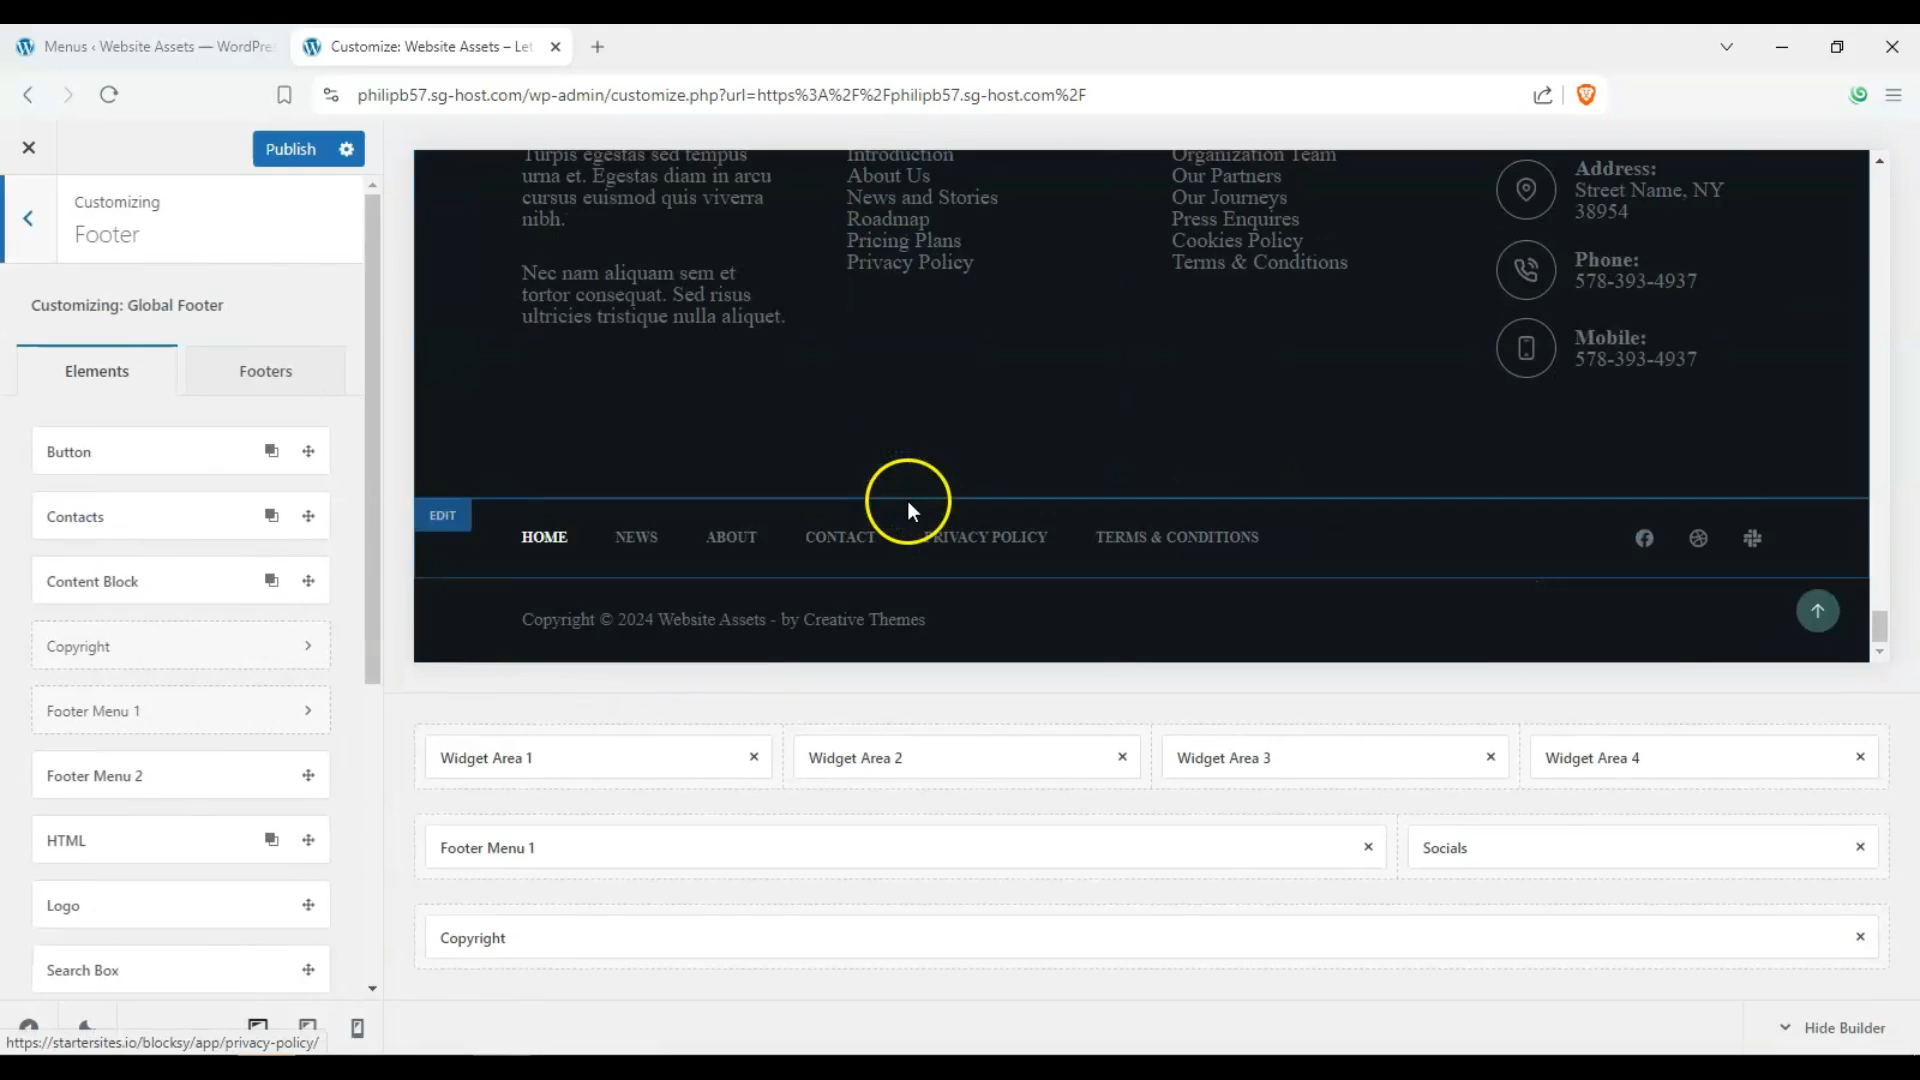 Menus ‹ Website Assets — WordPre
Customize: Website Assets – Let
philipb57.sg-host.com/wp-admin/customize.php?url=https%3A%2F%2Fphilipb57.sg-host.com%2F
Publish
Customizing
Footer
Customizing: Global Footer
Elements
Footers
Button
Contacts
Content Block
Copyright
Footer Menu 1
Footer Menu 2
HTML
Logo
Search Box
https://startersites.io/blocksy/app/privacy-policy/
Turpis egestas sed tempus
urna et. Egestas diam in arcu
cursus euismod quis viverra
nibh.
Nec nam aliquam sem et
tortor consequat. Sed risus
ultricies tristique nulla aliquet.
Introduction
About Us
News and Stories
Roadmap
Pricing Plans
Privacy Policy
Organization Team
Our Partners
Our Journeys
Press Enquires
Cookies Policy
Terms & Conditions
Address:
Street Name, NY
38954
Phone:
578-393-4937
Mobile:
578-393-4937
EDIT
HOME NEWS ABOUT CONTACT PRIVACY POLICY TERMS & CONDITIONS
Copyright © 2024 Website Assets - by Creative Themes
Widget Area 1
Widget Area 2
Widget Area 3
Widget Area 4
Footer Menu 1
Socials
Copyright
Hide Builder